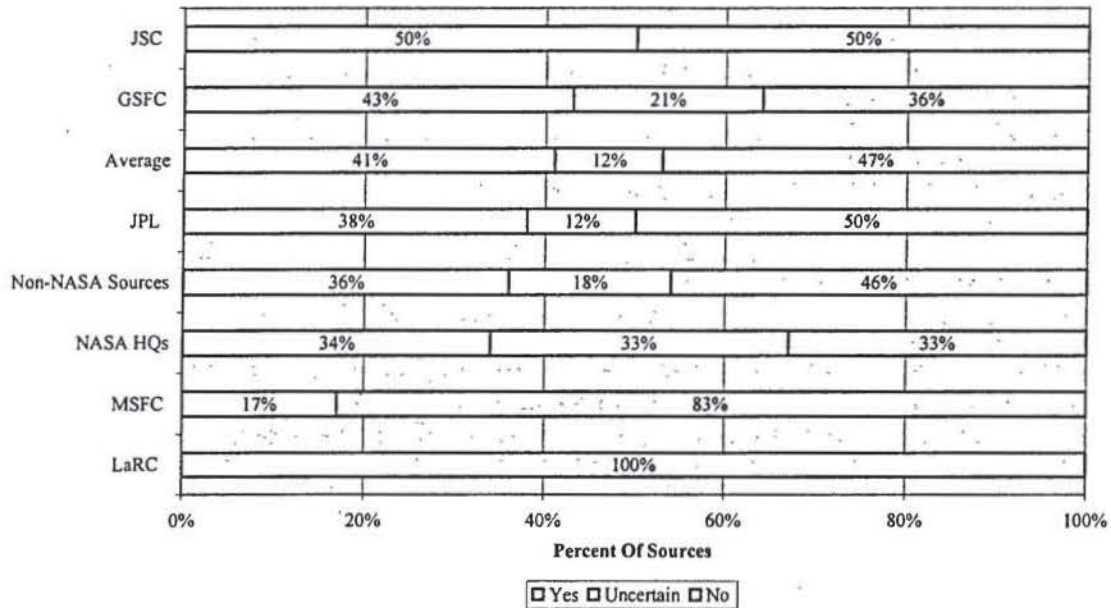 JSC 50% 50%
GSFC 43% 21% 36%
Average 41% 12% 47%
JPL 38% 12% 50%
Non-NASA Sources 36% 18% 46%
NASA HQs 34% 33% 33%
MSFC 17% 83%
LaRC 100%
0% 20% 40% 60% 80% 100%
Percent Of Sources
Yes Uncertain No